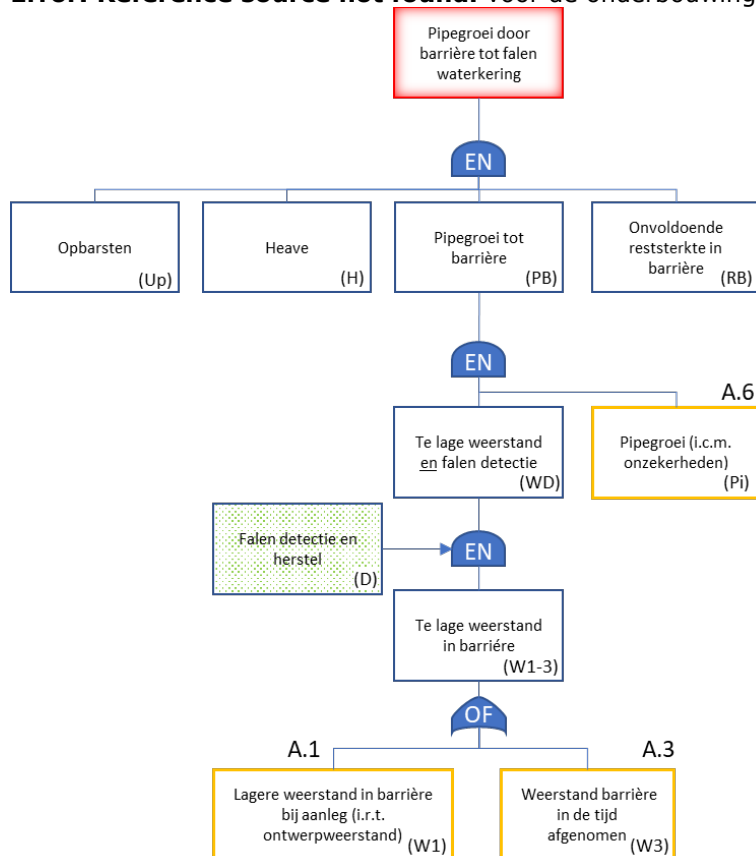 Error: Reference source not found. voor de onderbouwing
Pipegroei door
barrière tot falen
waterkering
EN
Opbarsten
(Up)
Heave
(H)
Pipegroei tot
barrière
(PB)
Onvoldoende
reststerkte in
barrière
(RB)
EN
A.6
Te lage weerstand
en falen detectie
(WD)
Pipegroei (i.c.m.
onzekerheden)
(Pi)
Falen detectie en
herstel
(D)
EN
Te lage weerstand
in barriére
(W1-3)
OF
A.1
A.3
Lagere weerstand in barrière
bij aanleg (i.r.t.
ontwerpweerstand)
(W1)
Weerstand barrière
in de tijd
afgenomen
(W3)